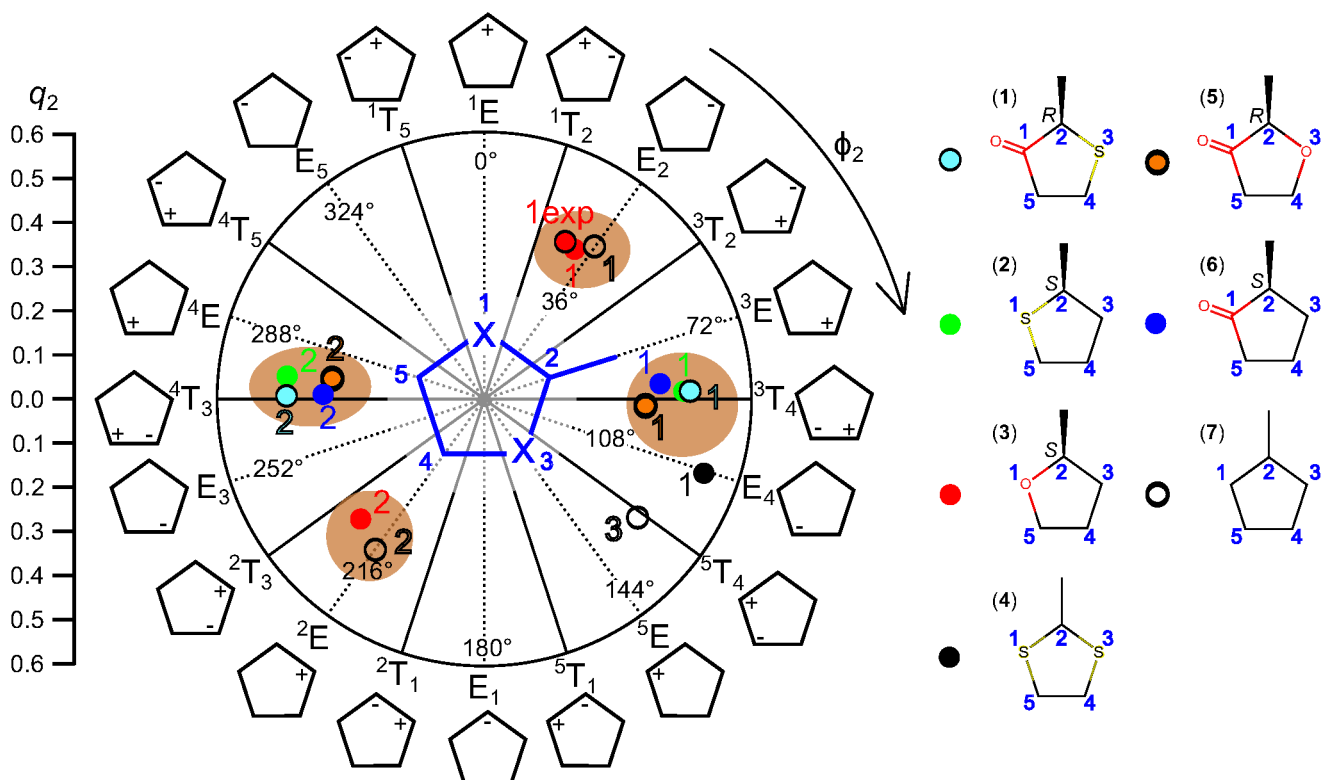 q₂
0.6
0.5
0.4
0.3
0.2
0.1
0.0
0.1
0.2
0.3
0.4
0.5
0.6
¹E
¹T₂
E₂
³T₂
³E
³T₄
E₄
⁵T₄
⁵E
⁵T₁
E₁
²T₁
²E
²T₃
E₃
⁴T₃
⁴E
⁴T₅
E₅
¹T₅
0°
36°
72°
108°
144°
180°
216°
252°
288°
324°
ϕ₂
+
+
-
-
-
+
+
-
+
-
+
-
+
+
-
-
-
+
+
+
-
-
+
-
+
-
+
-
-
+
1exp
1
1
1
1
1
1
1
3
2
2
2
2
2
2
1
X
2
5
4
X
3
(1)
R
1
2
3
O
S
5
4
(5)
R
1
2
3
O
O
5
4
(2)
S
1
2
3
S
5
4
(6)
S
1
2
3
O
5
4
(3)
S
1
2
3
O
5
4
(7)
1
2
3
5
4
(4)
1
2
3
S
S
5
4